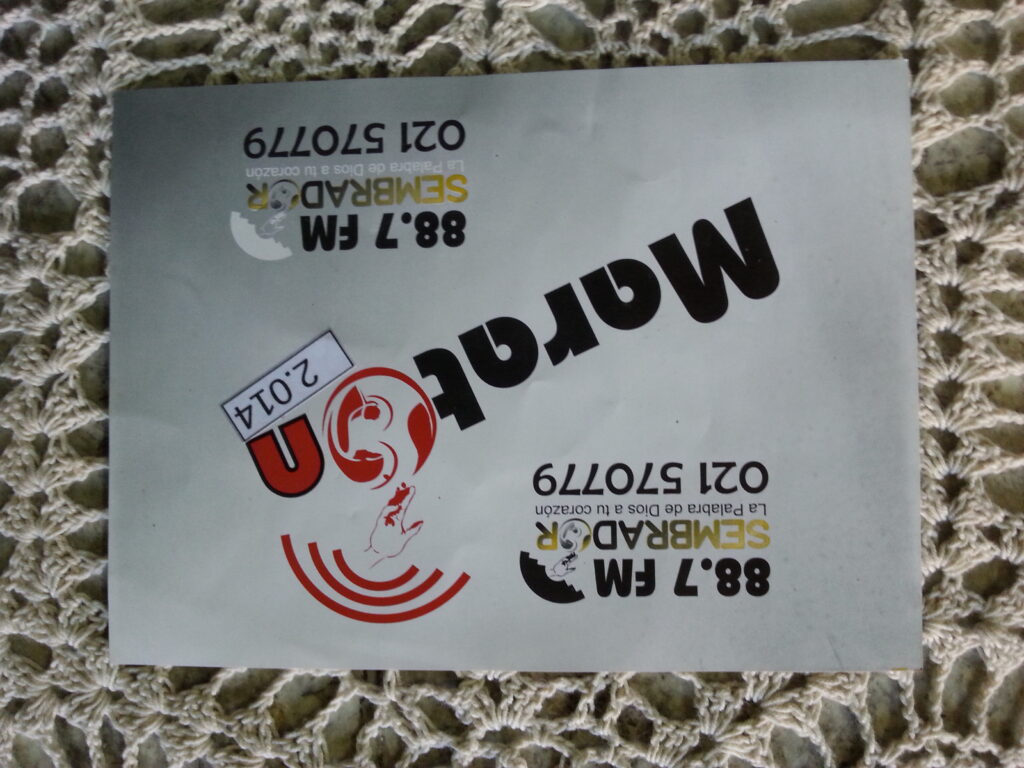 88.7 FM
SEMBRADOR
La Palabra de Dios a tu corazón
021 570779
Maraton
2.014
88.7 FM
SEMBRADOR
La Palabra de Dios a tu corazón
021 570779